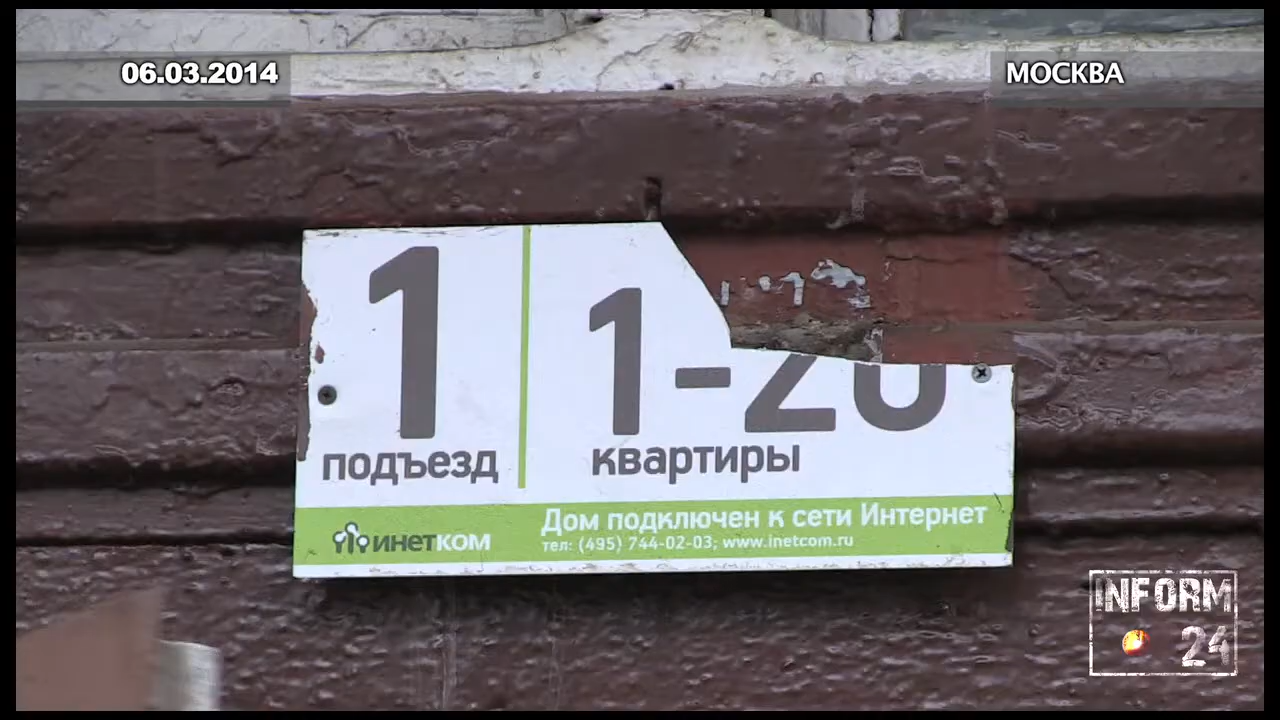 06.03.2014
МОСКВА
1
1-20
подъезд
квартиры
Дом подключен к сети Интернет
инетком
тел: (495) 744-02-03; www.inetcom.ru
INFORM
24